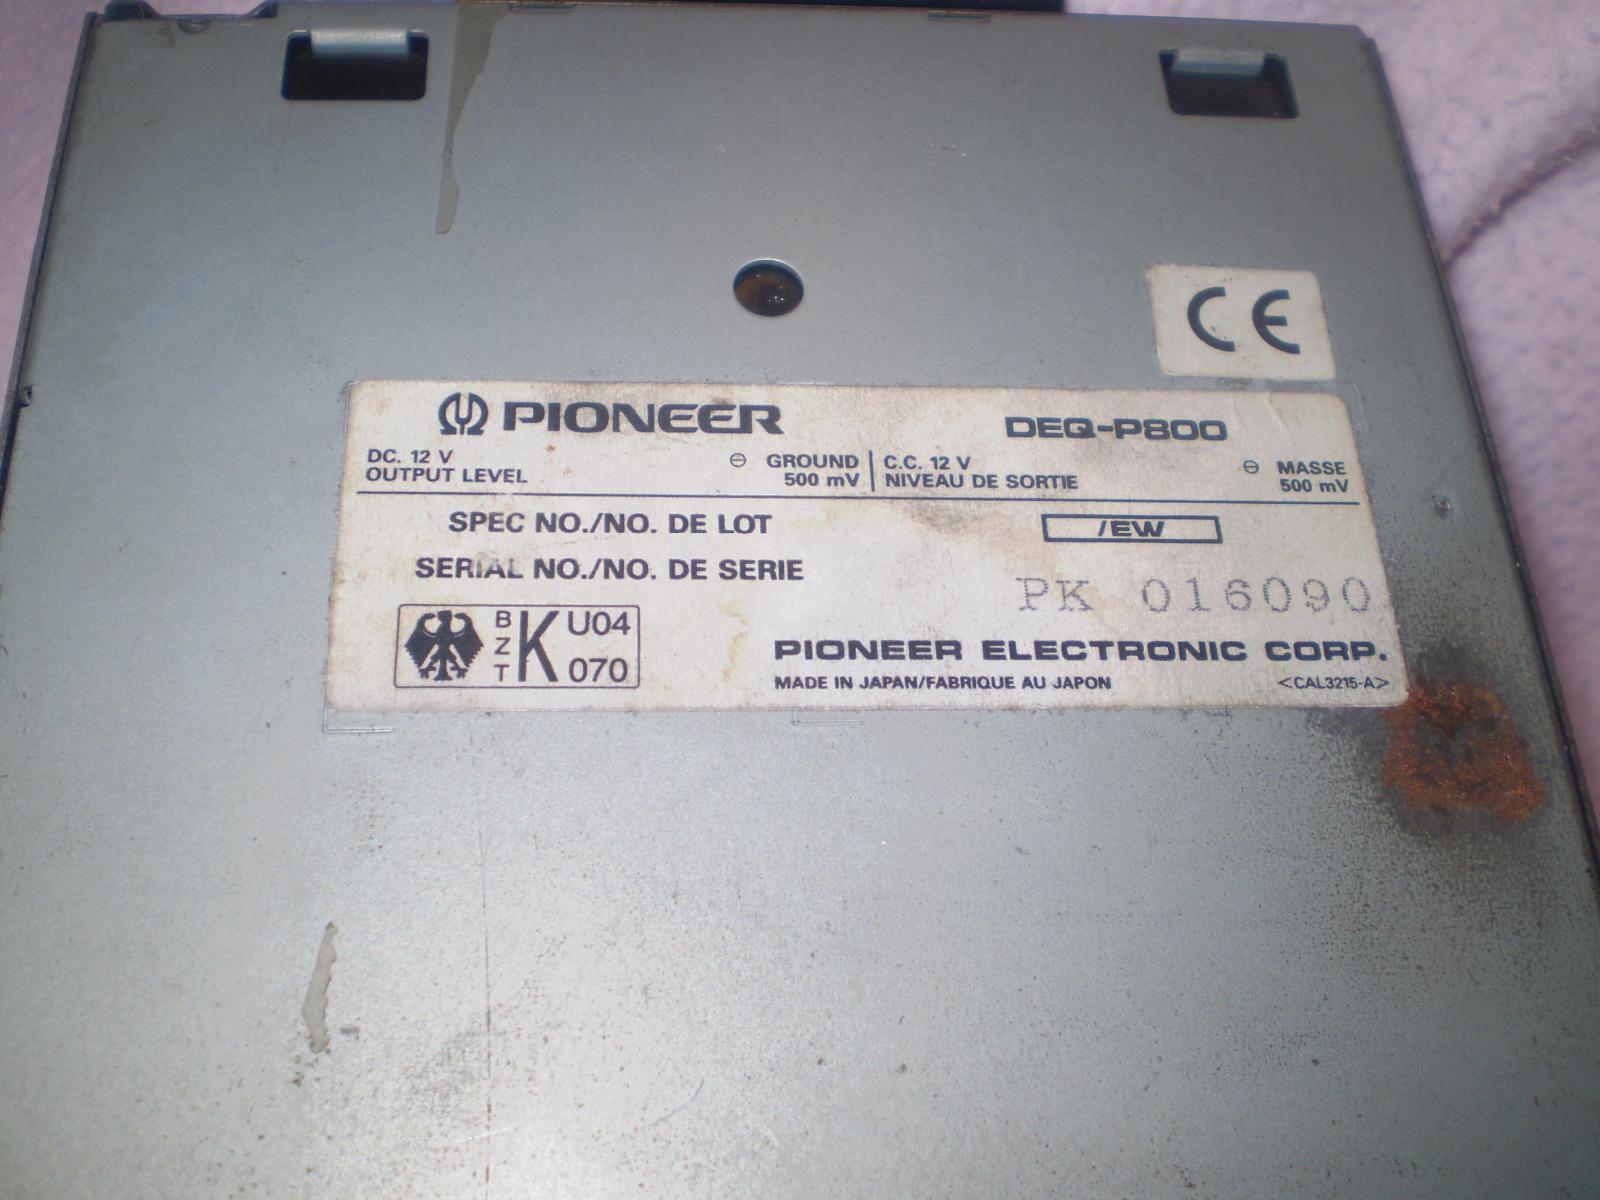 CE
PIONEER DEQ-P800
DC. 12 V ⊖ GROUND C.C. 12 V ⊖ MASSE
OUTPUT LEVEL 500 mV NIVEAU DE SORTIE 500 mV
SPEC NO./NO. DE LOT /EW
SERIAL NO./NO. DE SERIE
PK 016090
BZT K U04 070
PIONEER ELECTRONIC CORP.
MADE IN JAPAN/FABRIQUE AU JAPON <CAL3215-A>